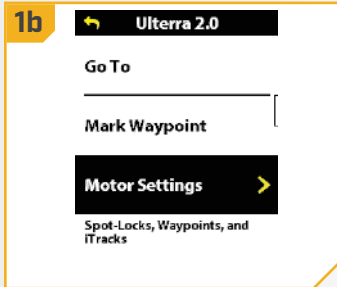 1b
Ulterra 2.0
Go To
Mark Waypoint
Motor Settings
Spot-Locks, Waypoints, and
iTracks